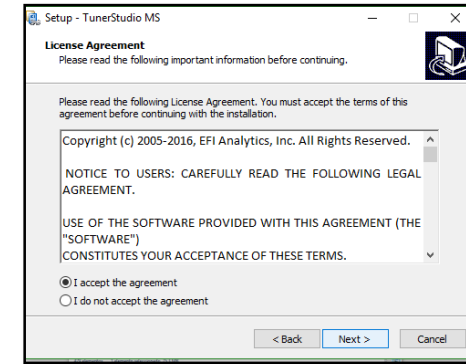 Setup - TunerStudio MS
License Agreement
Please read the following important information before continuing.
Please read the following License Agreement. You must accept the terms of this
agreement before continuing with the installation.
Copyright (c) 2005-2016, EFI Analytics, Inc. All Rights Reserved.
NOTICE TO USERS: CAREFULLY READ THE FOLLOWING LEGAL
AGREEMENT.
USE OF THE SOFTWARE PROVIDED WITH THIS AGREEMENT (THE
"SOFTWARE")
CONSTITUTES YOUR ACCEPTANCE OF THESE TERMS.
I accept the agreement
I do not accept the agreement
< Back Next > Cancel